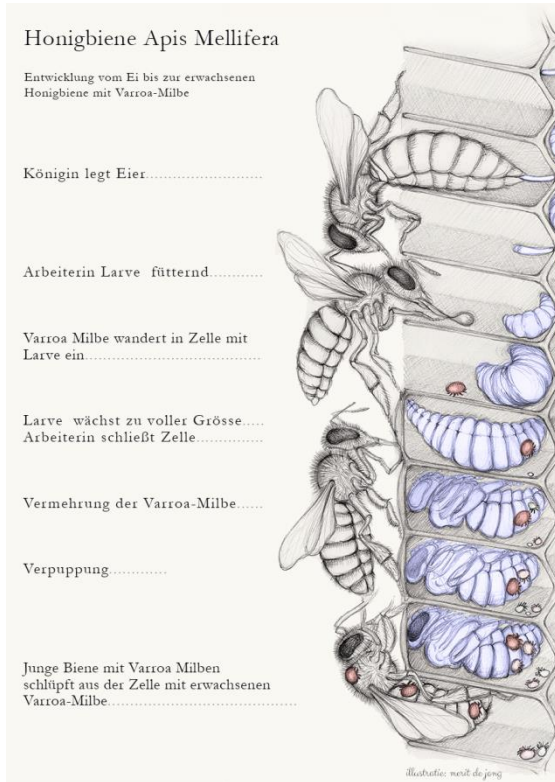 Honigbiene Apis Mellifera
Entwicklung vom Ei bis zur erwachsenen
Honigbiene mit Varroa-Milbe
Königin legt Eier........................
Arbeiterin Larve fütternd...........
Varroa Milbe wandert in Zelle mit
Larve ein....................................
Larve wächst zu voller Grösse.....
Arbeiterin schließt Zelle..............
Vermehrung der Varroa-Milbe......
Verpuppung............
Junge Biene mit Varroa Milben
schlüpft aus der Zelle mit erwachsenen
Varroa-Milbe.......................................
illustratie: merit de jong